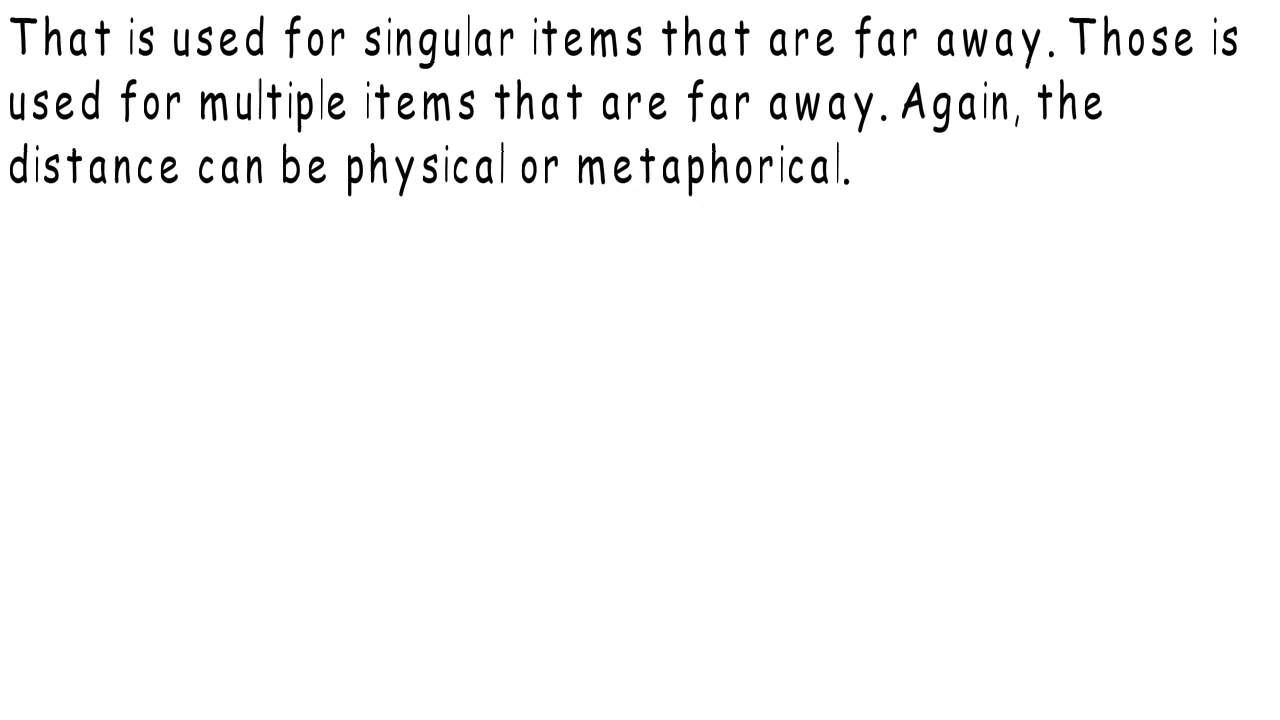 That is used for singular items that are far away. Those is
used for multiple items that are far away. Again, the
distance can be physical or metaphorical.